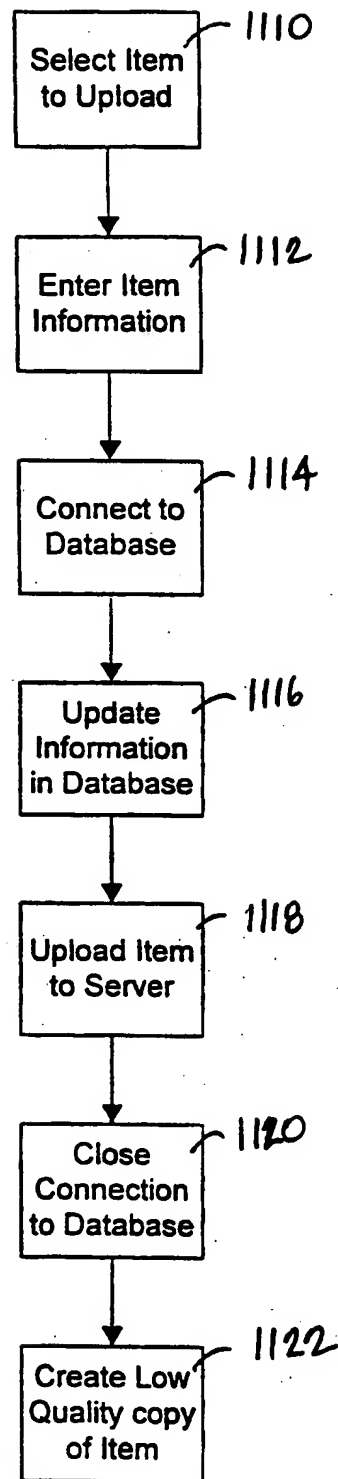 1110
Select Item
to Upload
1112
Enter Item
Information
1114
Connect to
Database
1116
Update
Information
in Database
1118
Upload Item
to Server
1120
Close
Connection
to Database
1122
Create Low
Quality copy
of Item